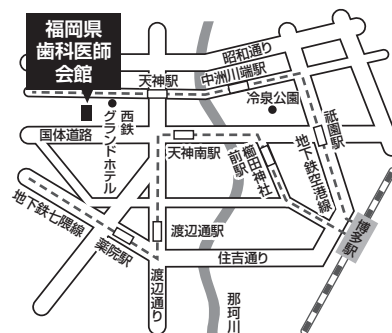 福岡県
歯科医師
会館
昭和通り
中洲川端駅
天神駅
冷泉公園
西鉄
グランドホテル
国体道路
天神南駅
櫛田神社
前駅
祇園駅
地下鉄空港線
博多駅
地下鉄七隈線
薬院駅
渡辺通駅
渡辺通り
住吉通り
那珂川